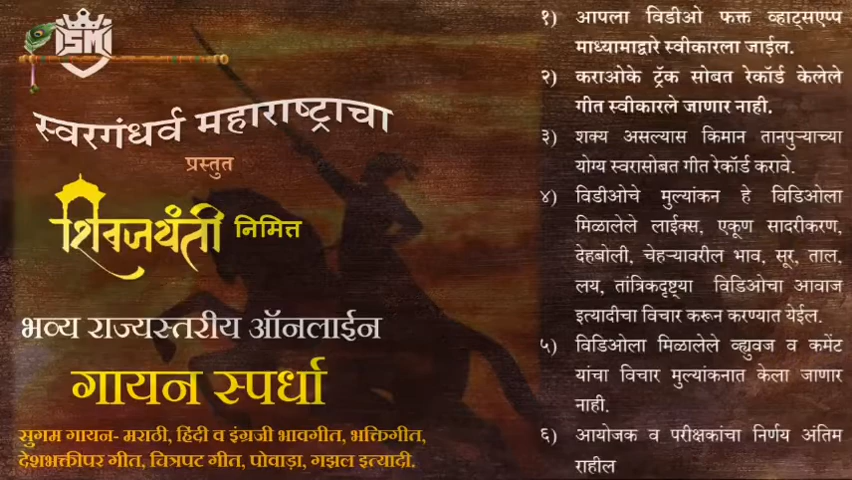 SM
स्वरगंधर्व महाराष्ट्राचा
प्रस्तुत
शिवजयंती निमित्त
भव्य राज्यस्तरीय ऑनलाईन
गायन स्पर्धा
सुगम गायन- मराठी, हिंदी व इंग्रजी भावगीत, भक्तिगीत,
देशभक्तीपर गीत, चित्रपट गीत, पोवाडा, गझल इत्यादी.
१) आपला विडीओ फक्त व्हाट्सएप्प
माध्यमाद्वारे स्वीकारला जाईल.
२) कराओके ट्रॅक सोबत रेकॉर्ड केलेले
गीत स्वीकारले जाणार नाही.
३) शक्य असल्यास किमान तानपुऱ्याच्या
योग्य स्वरासोबत गीत रेकॉर्ड करावे.
४) विडीओचे मुल्यांकन हे विडिओला
मिळालेले लाईक्स, एकूण सादरीकरण,
देहबोली, चेहऱ्यावरील भाव, सूर, ताल,
लय, तांत्रिकदृष्ट्या विडिओचा आवाज
इत्यादीचा विचार करून करण्यात येईल.
५) विडिओला मिळालेले व्ह्युवज व कमेंट
यांचा विचार मुल्यांकनात केला जाणार
नाही.
६) आयोजक व परीक्षकांचा निर्णय अंतिम
राहील